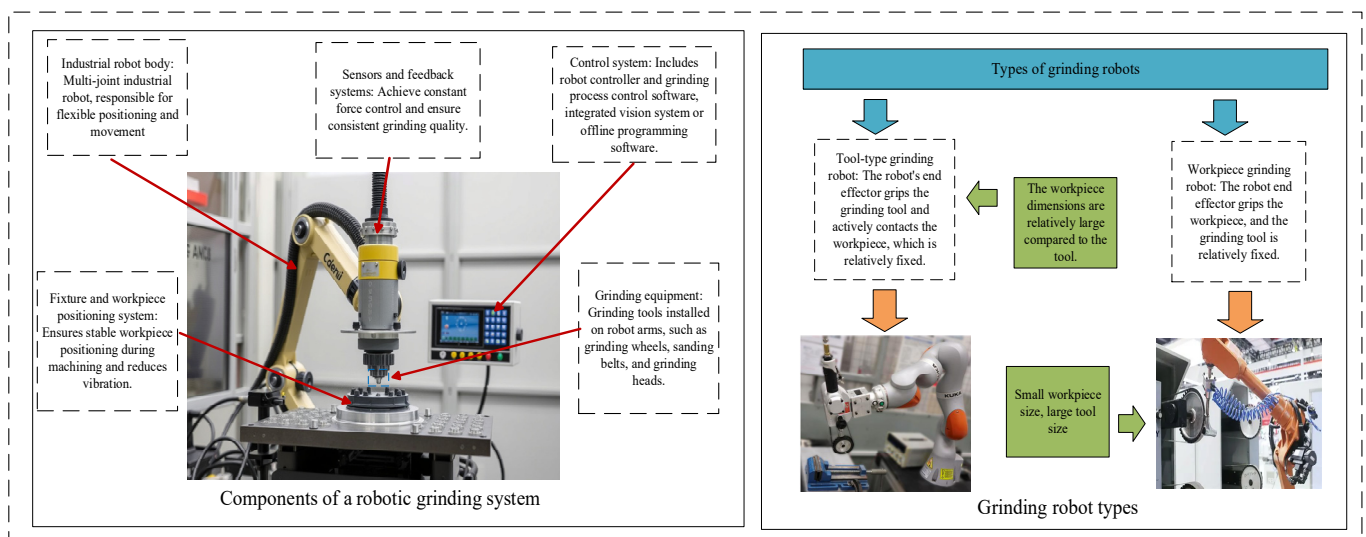 Industrial robot body:
Multi-joint industrial
robot, responsible for
flexible positioning and
movement
Sensors and feedback
systems: Achieve constant
force control and ensure
consistent grinding quality.
Control system: Includes
robot controller and grinding
process control software,
integrated vision system or
offline programming
software.
Fixture and workpiece
positioning system:
Ensures stable workpiece
positioning during
machining and reduces
vibration.
Grinding equipment:
Grinding tools installed
on robot arms, such as
grinding wheels, sanding
belts, and grinding
heads.
Components of a robotic grinding system
Types of grinding robots
Tool-type grinding
robot: The robot's end
effector grips the
grinding tool and
actively contacts the
workpiece, which is
relatively fixed.
The workpiece
dimensions are
relatively large
compared to the
tool.
Workpiece grinding
robot: The robot end
effector grips the
workpiece, and the
grinding tool is
relatively fixed.
Small workpiece
size, large tool
size
Grinding robot types